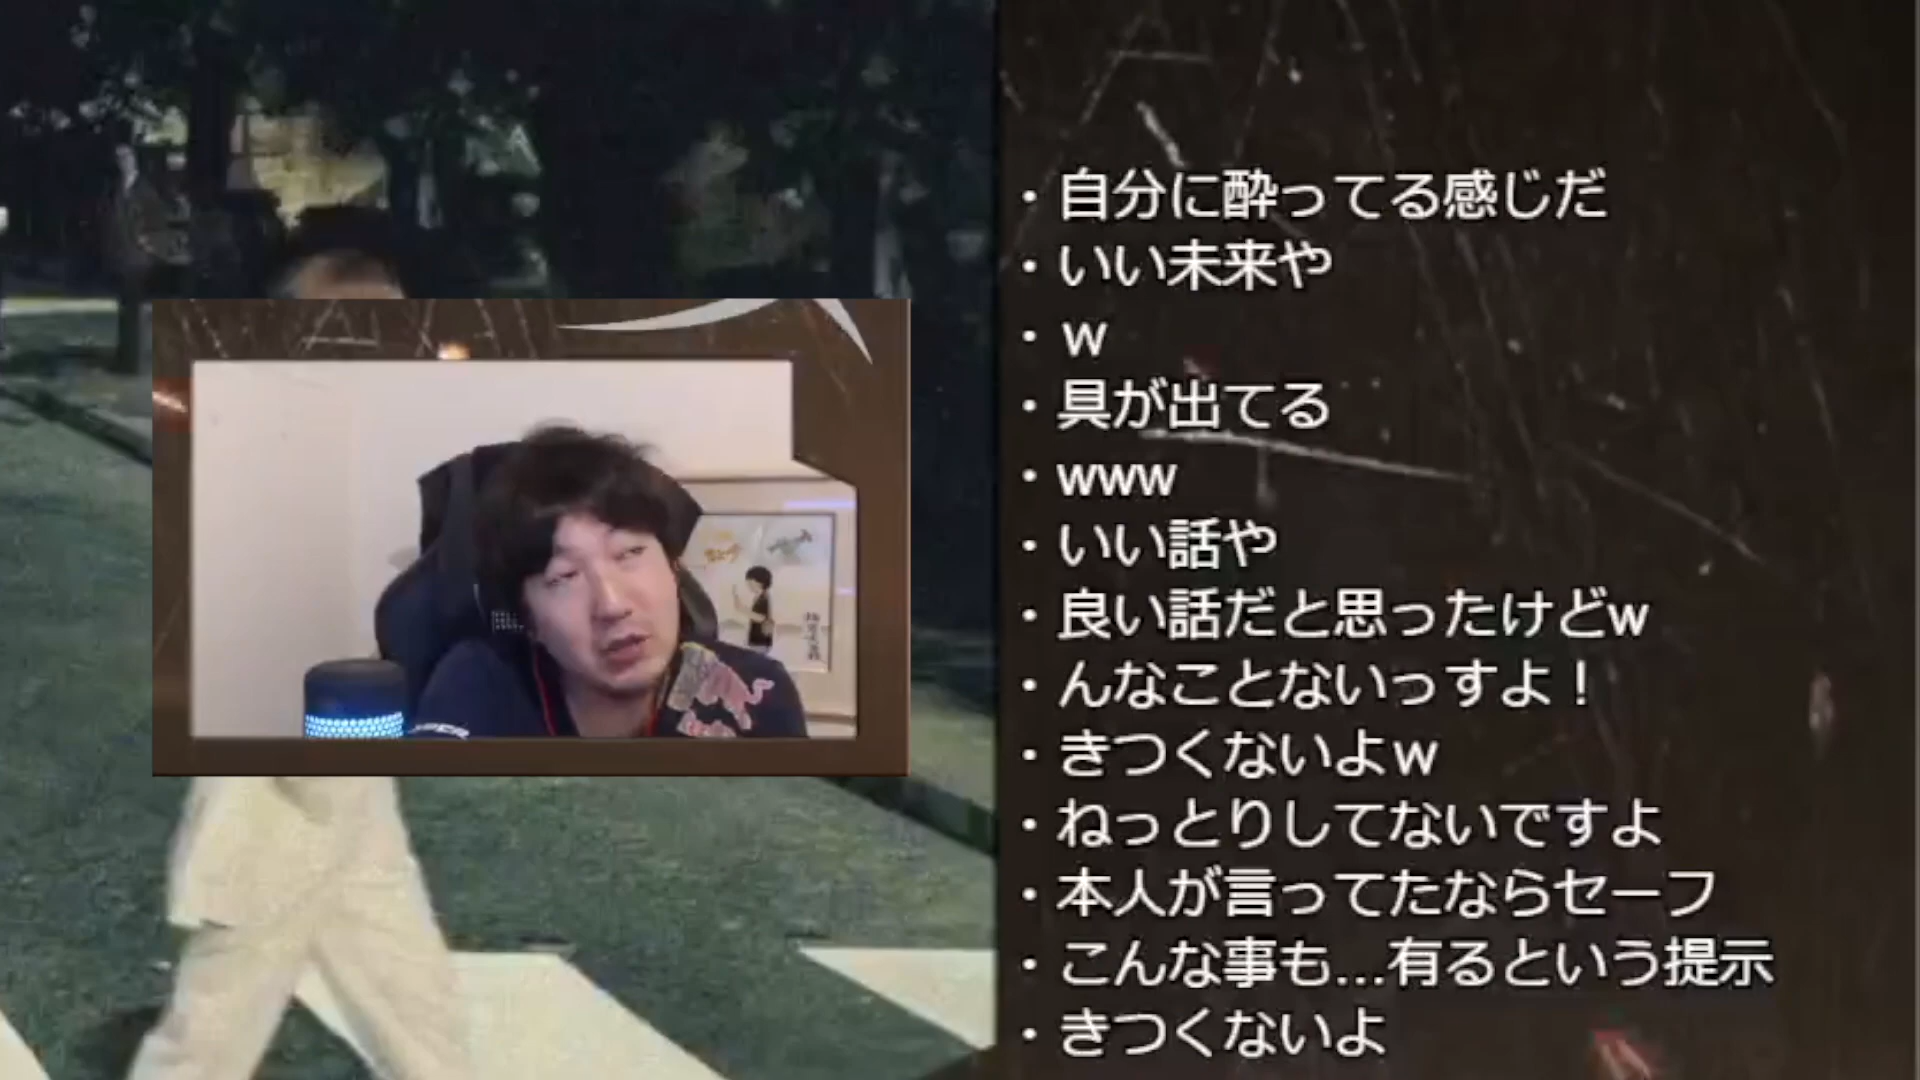 ・自分に酔ってる感じだ
・いい未来や
・w
・具が出てる
・www
・いい話や
・良い話だと思ったけどw
・んなことないっすよ！
・きつくないよw
・ねっとりしてないですよ
・本人が言ってたならセーフ
・こんな事も...有るという提示
・きつくないよ